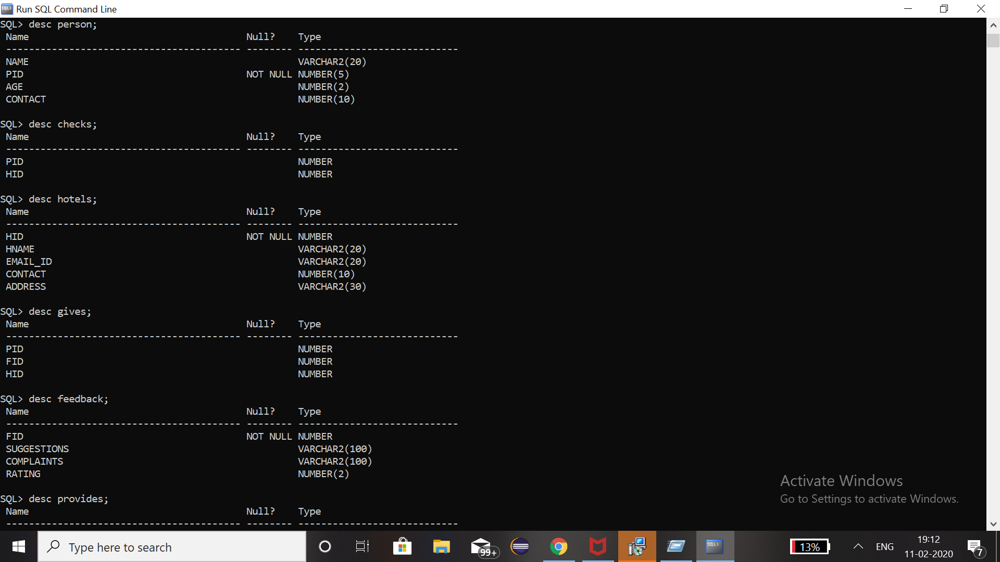 Run SQL Command Line
SQL> desc person;
Name Null? Type
----------------------------------------- -------- ----------------------------
NAME VARCHAR2(20)
PID NOT NULL NUMBER(5)
AGE NUMBER(2)
CONTACT NUMBER(10)
SQL> desc checks;
Name Null? Type
----------------------------------------- -------- ----------------------------
PID NUMBER
HID NUMBER
SQL> desc hotels;
Name Null? Type
----------------------------------------- -------- ----------------------------
HID NOT NULL NUMBER
HNAME VARCHAR2(20)
EMAIL_ID VARCHAR2(20)
CONTACT NUMBER(10)
ADDRESS VARCHAR2(30)
SQL> desc gives;
Name Null? Type
----------------------------------------- -------- ----------------------------
PID NUMBER
FID NUMBER
HID NUMBER
SQL> desc feedback;
Name Null? Type
----------------------------------------- -------- ----------------------------
FID NOT NULL NUMBER
SUGGESTIONS VARCHAR2(100)
COMPLAINTS VARCHAR2(100)
RATING NUMBER(2)
SQL> desc provides;
Name Null? Type
----------------------------------------- -------- ----------------------------
Activate Windows
Go to Settings to activate Windows.
Type here to search
99+
SQL>
13%
ENG
19:12
11-02-2020
7